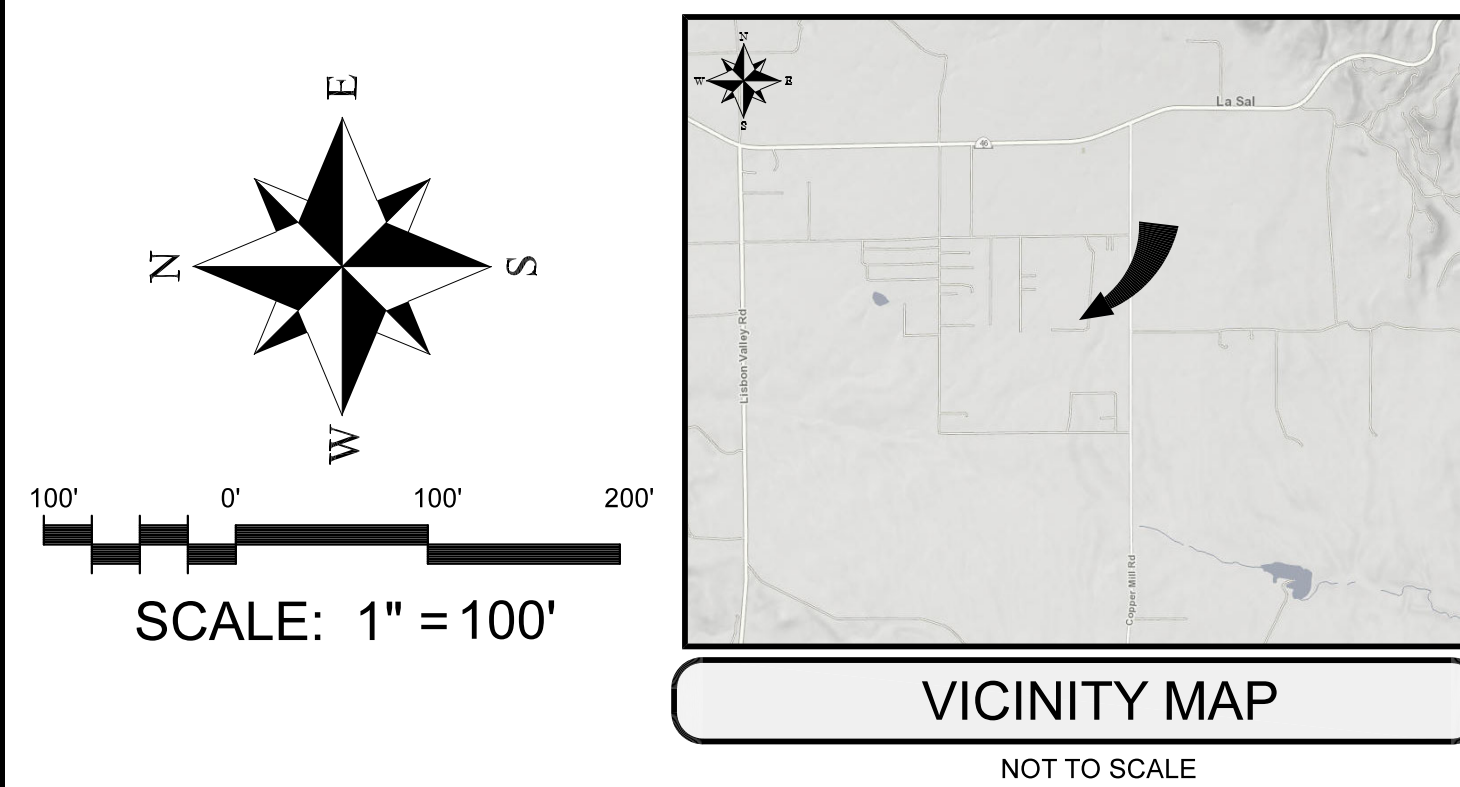 E
N
S
W
100' 0' 100' 200'
SCALE: 1" = 100'
N
W E
S
La Sal
46
Lisbon Valley Rd
Copper Mill Rd
VICINITY MAP
NOT TO SCALE